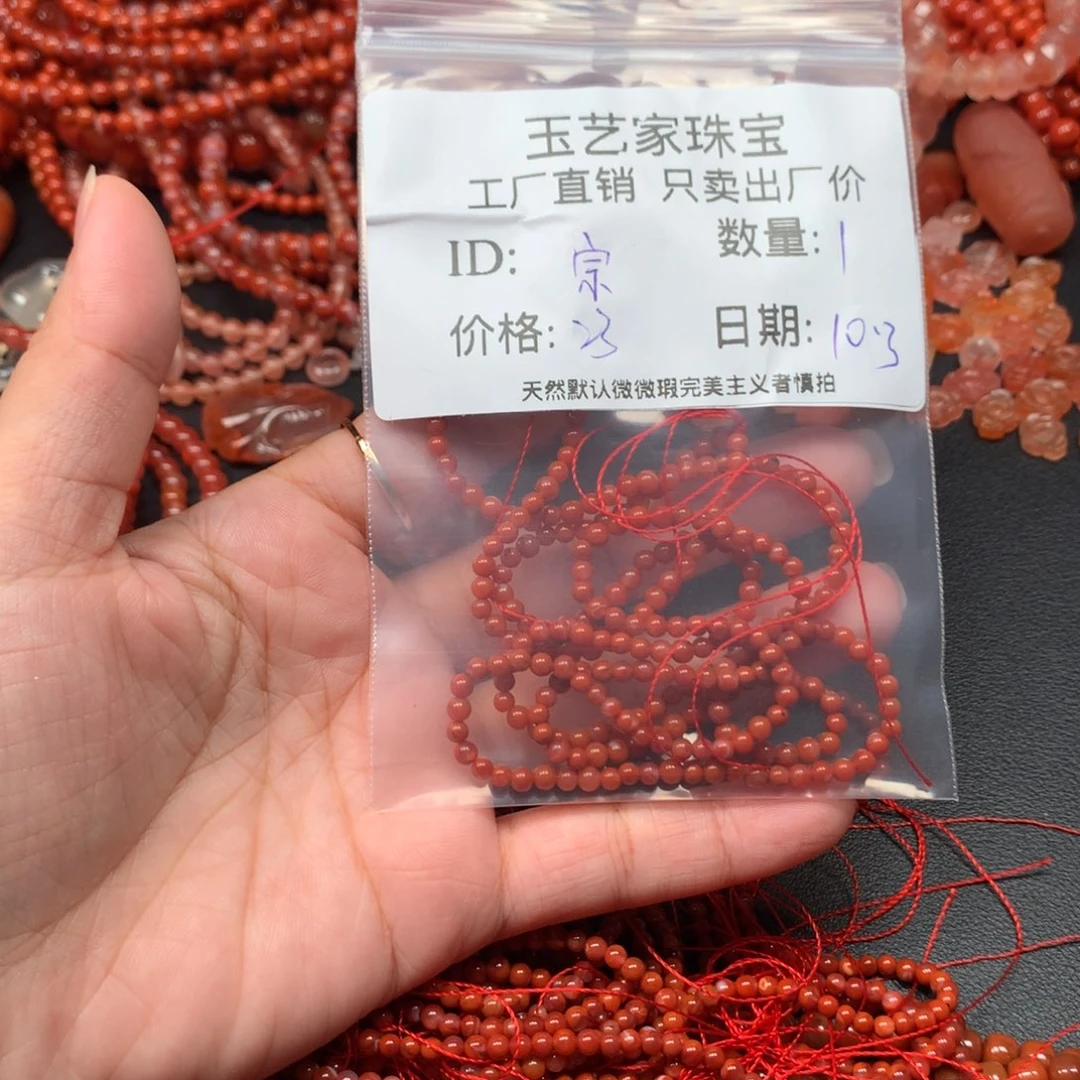 玉艺家珠宝
工厂直销 只卖出厂价
ID: 宗 数量: 1
价格: 23 日期:
天然默认微微瑕完美主义者慎拍